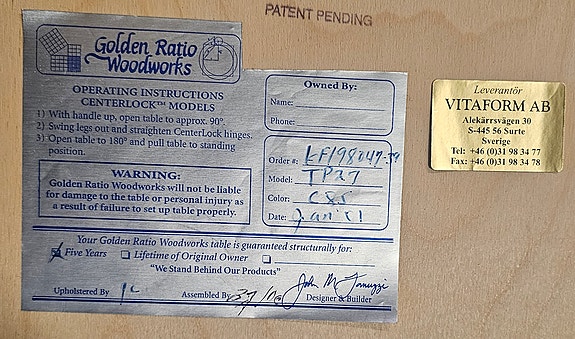 PATENT PENDING
Golden Ratio
Woodworks
OPERATING INSTRUCTIONS
CENTERLOCK™ MODELS
1) With handle up, open table to approx. 90°.
2) Swing legs out and straighten CenterLock hinges.
3) Open table to 180° and pull table to standing
position.
WARNING:
Golden Ratio Woodworks will not be liable
for damage to the table or personal injury as
a result of failure to set up table properly.
Owned By:
Name:
Phone:
Order #:
Model: TP27
Color:
Date: Jan
Your Golden Ratio Woodworks table is guaranteed structurally for:
Five Years Lifetime of Original Owner
"We Stand Behind Our Products"
Upholstered By
Assembled By 37 John M
Designer & Builder
Leverantör
VITAFORM AB
Alekärrsvägen 30
S-445 56 Surte
Sverige
Tel: +46 (0)31 98 34 77
Fax: +46 (0)31 98 34 78